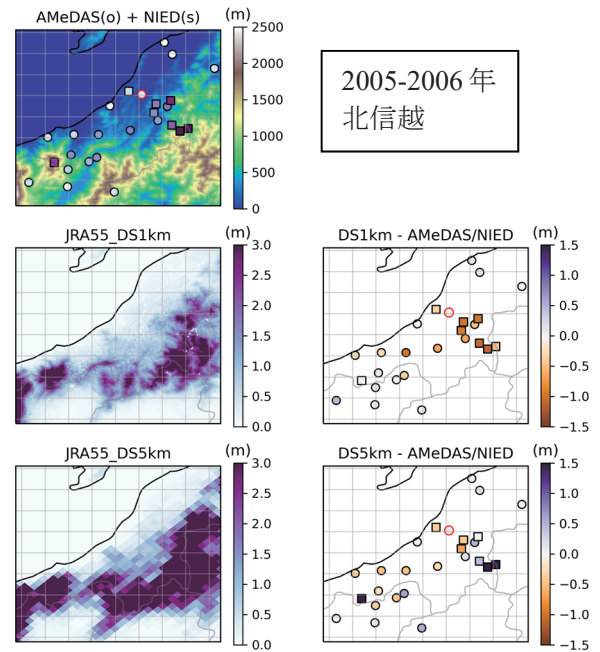 AMeDAS(o) + NIED(s)
(m)
2500
2000
1500
1000
500
0
2005-2006 年
北信越
JRA55_DS1km
(m)
3.0
2.5
2.0
1.5
1.0
0.5
0.0
DS1km - AMeDAS/NIED
(m)
1.5
1.0
0.5
0.0
−0.5
−1.0
−1.5
JRA55_DS5km
(m)
3.0
2.5
2.0
1.5
1.0
0.5
0.0
DS5km - AMeDAS/NIED
(m)
1.5
1.0
0.5
0.0
−0.5
−1.0
−1.5